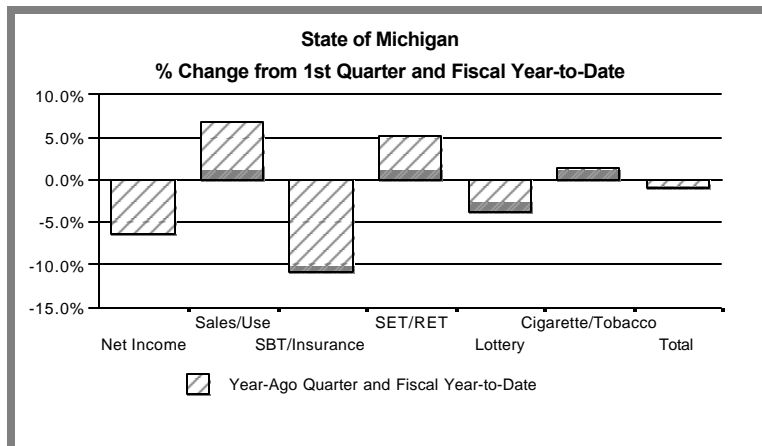 State of Michigan
% Change from 1st Quarter and Fiscal Year-to-Date
10.0%
5.0%
0.0%
-5.0%
-10.0%
-15.0%
Sales/Use SET/RET Cigarette/Tobacco
Net Income SBT/Insurance Lottery Total
Year-Ago Quarter and Fiscal Year-to-Date